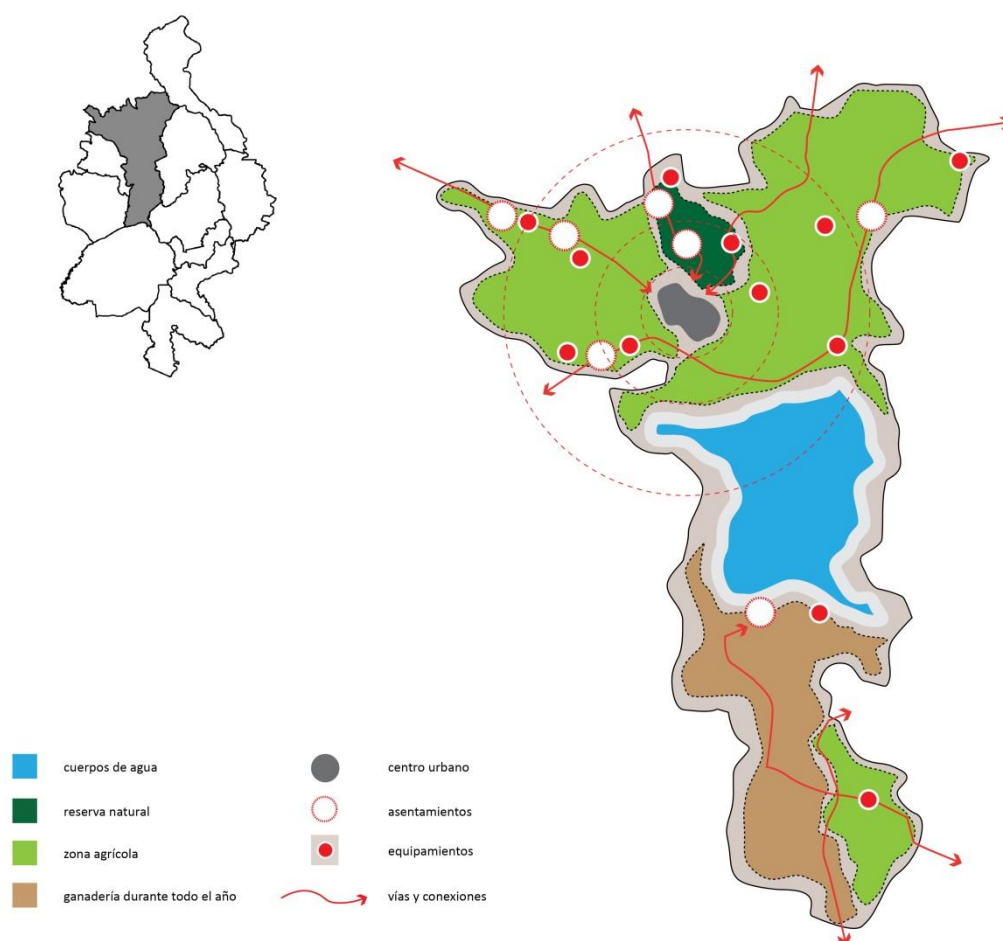 cuerpos de agua
reserva natural
zona agrícola
ganadería durante todo el año
centro urbano
asentamientos
equipamientos
vías y conexiones